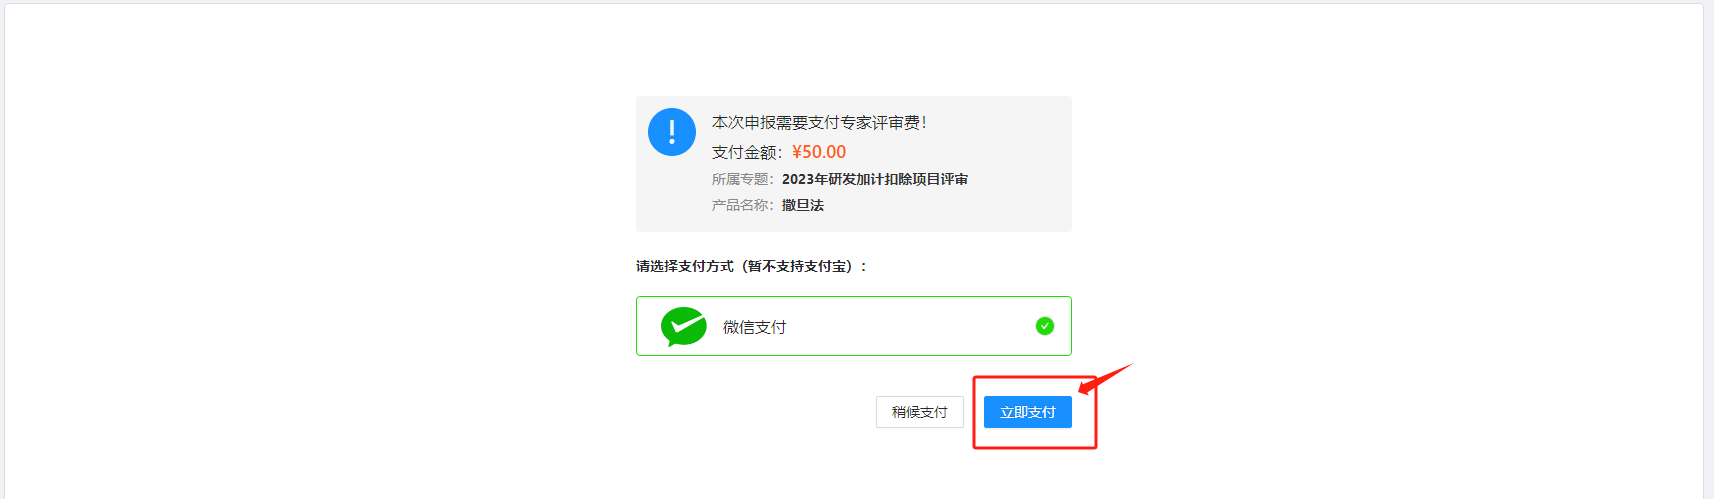 本次申报需要支付专家评审费！
支付金额：¥50.00
所属专题：2023年研发加计扣除项目评审
产品名称：撒旦法
请选择支付方式（暂不支持支付宝）：
微信支付
稍候支付
立即支付